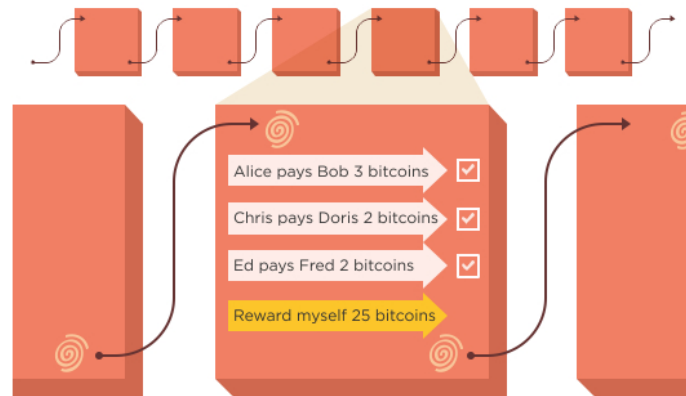 Alice pays Bob 3 bitcoins
Chris pays Doris 2 bitcoins
Ed pays Fred 2 bitcoins
Reward myself 25 bitcoins